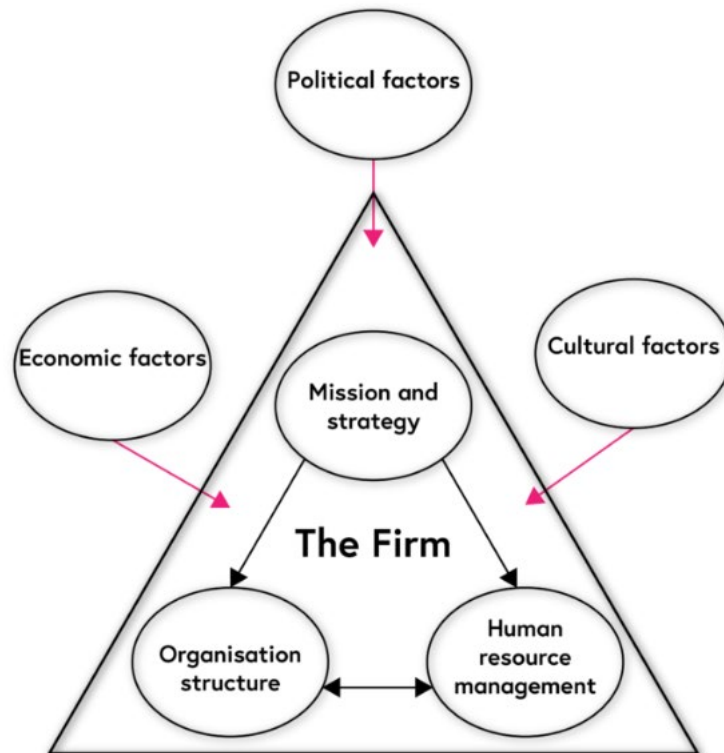 Political factors
Economic factors
Cultural factors
Mission and
strategy
The Firm
Organisation
structure
Human
resource
management